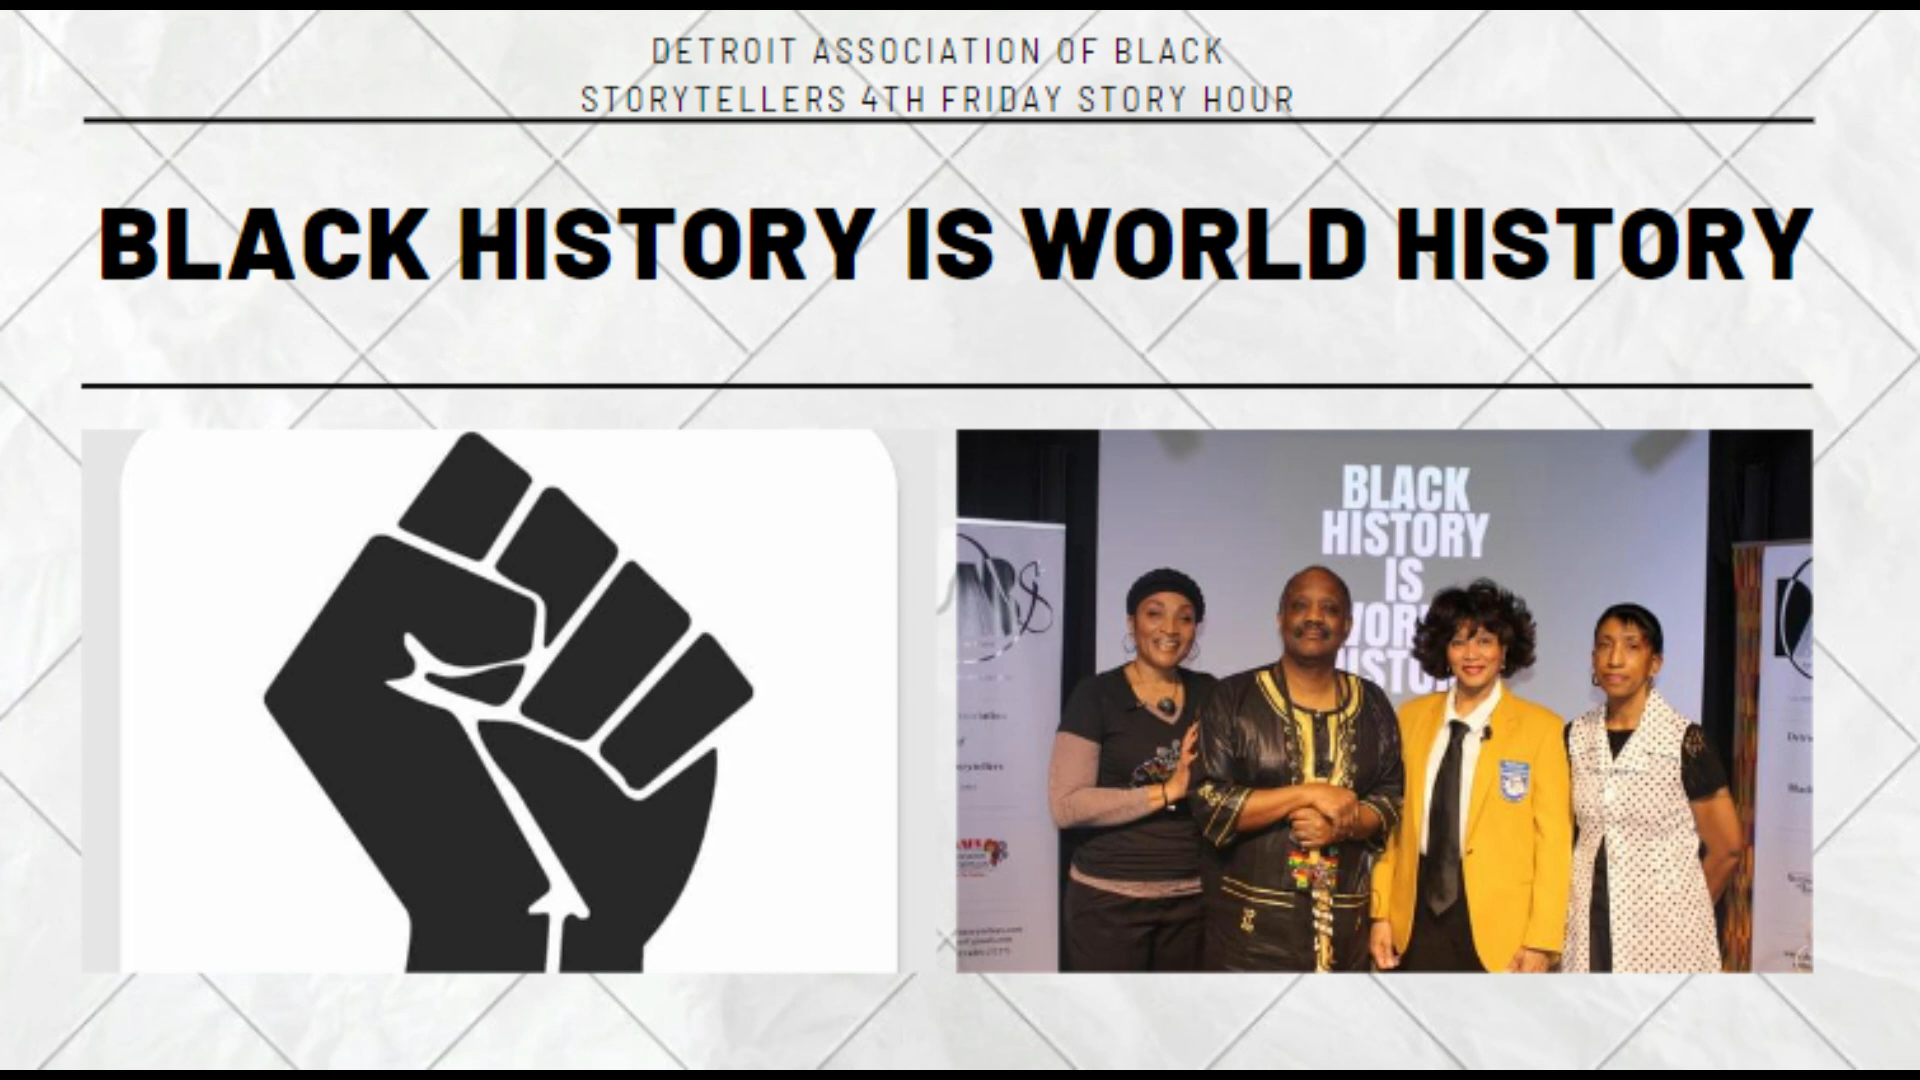 DETROIT ASSOCIATION OF BLACK
STORYTELLERS 4TH FRIDAY STORY HOUR
BLACK HISTORY IS WORLD HISTORY
BLACK
HISTORY
IS